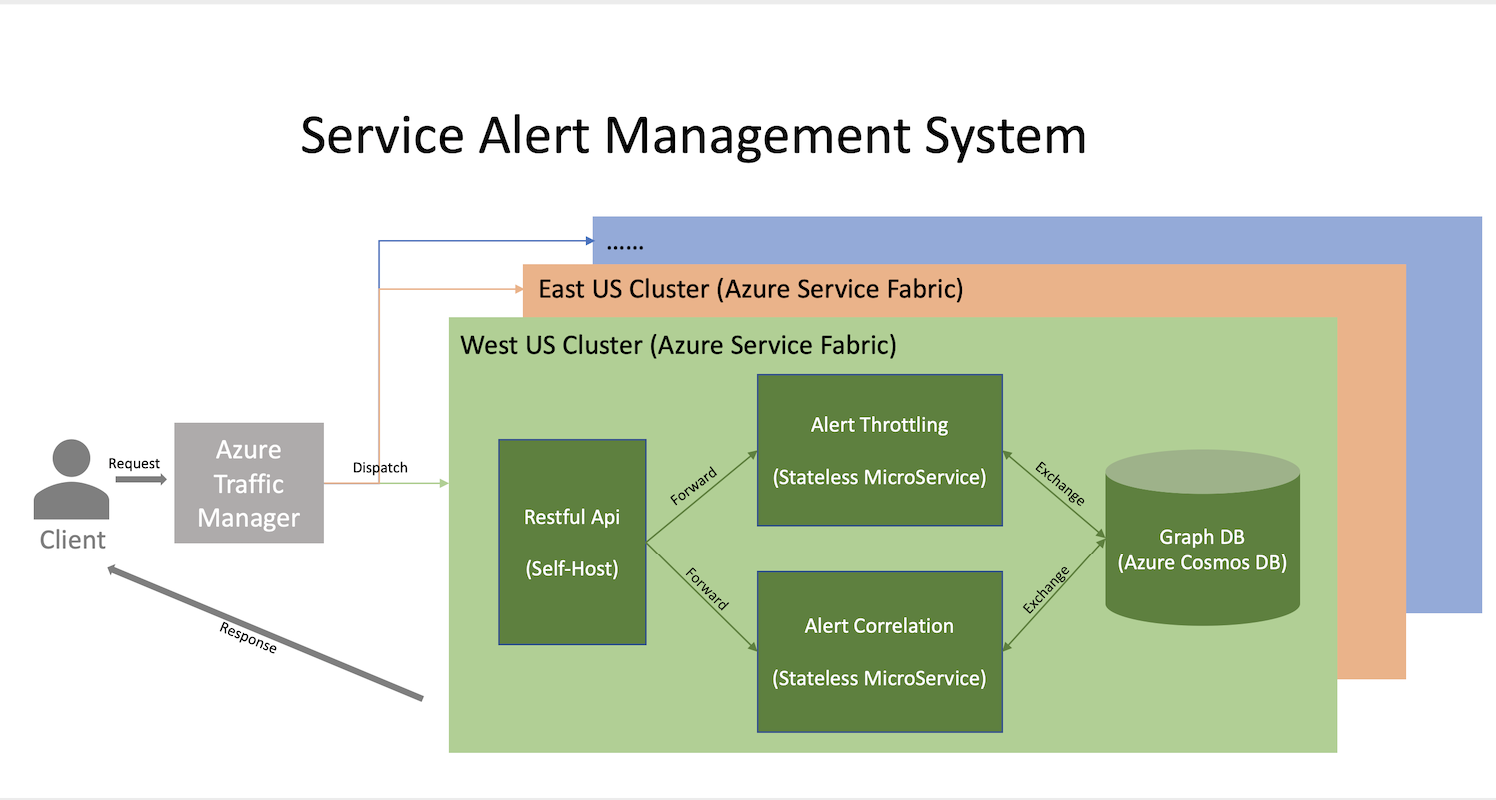 Service Alert Management System
......
East US Cluster (Azure Service Fabric)
West US Cluster (Azure Service Fabric)
Client
Request
Azure
Traffic
Manager
Dispatch
Response
Restful Api
(Self-Host)
Forward
Forward
Alert Throttling
(Stateless MicroService)
Alert Correlation
(Stateless MicroService)
Exchange
Exchange
Graph DB
(Azure Cosmos DB)